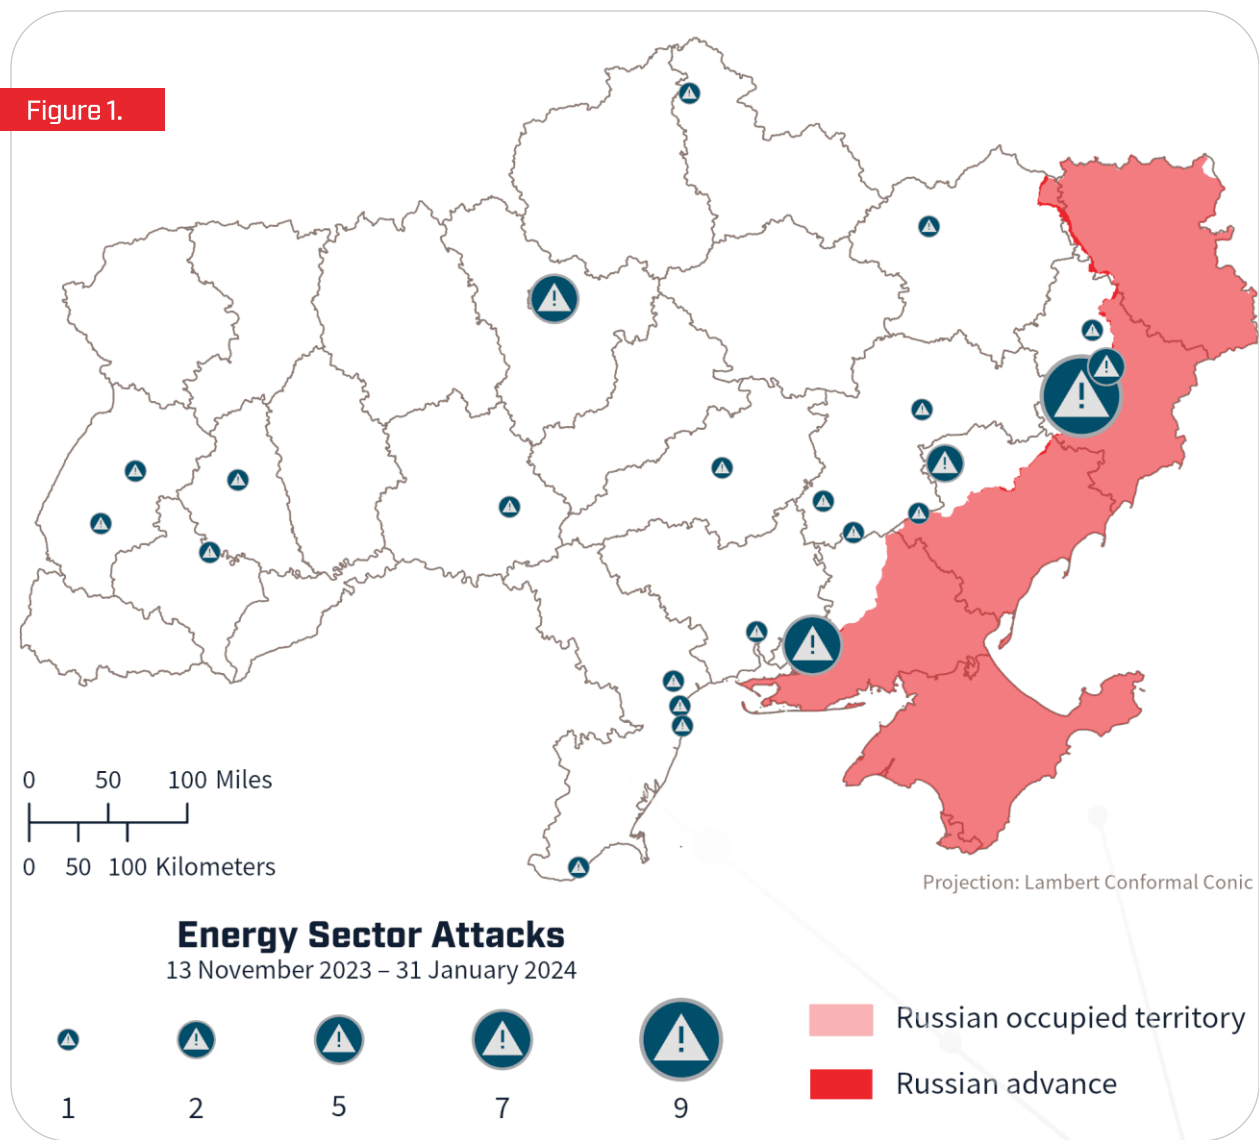 Figure 1.
0 50 100 Miles
0 50 100 Kilometers
Projection: Lambert Conformal Conic
Energy Sector Attacks
13 November 2023 – 31 January 2024
1 2 5 7 9
Russian occupied territory
Russian advance